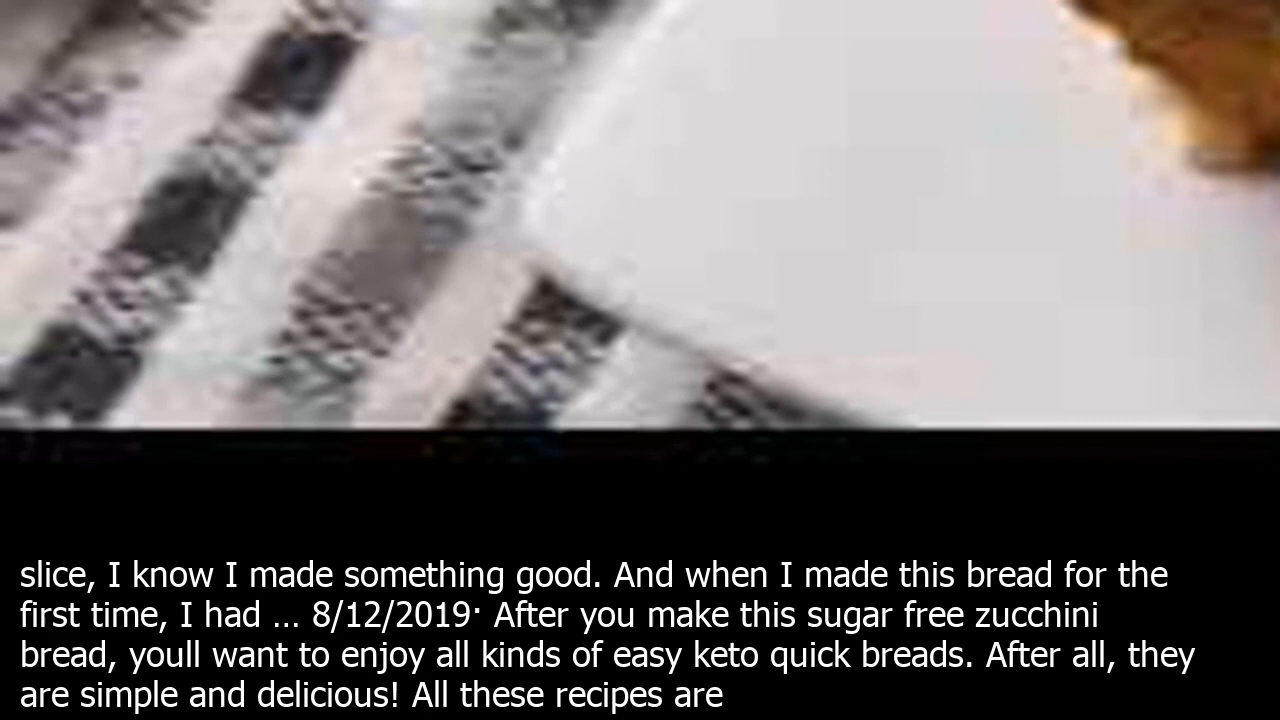 slice, I know I made something good. And when I made this bread for the
first time, I had ... 8/12/2019· After you make this sugar free zucchini
bread, youll want to enjoy all kinds of easy keto quick breads. After all, they
are simple and delicious! All these recipes are